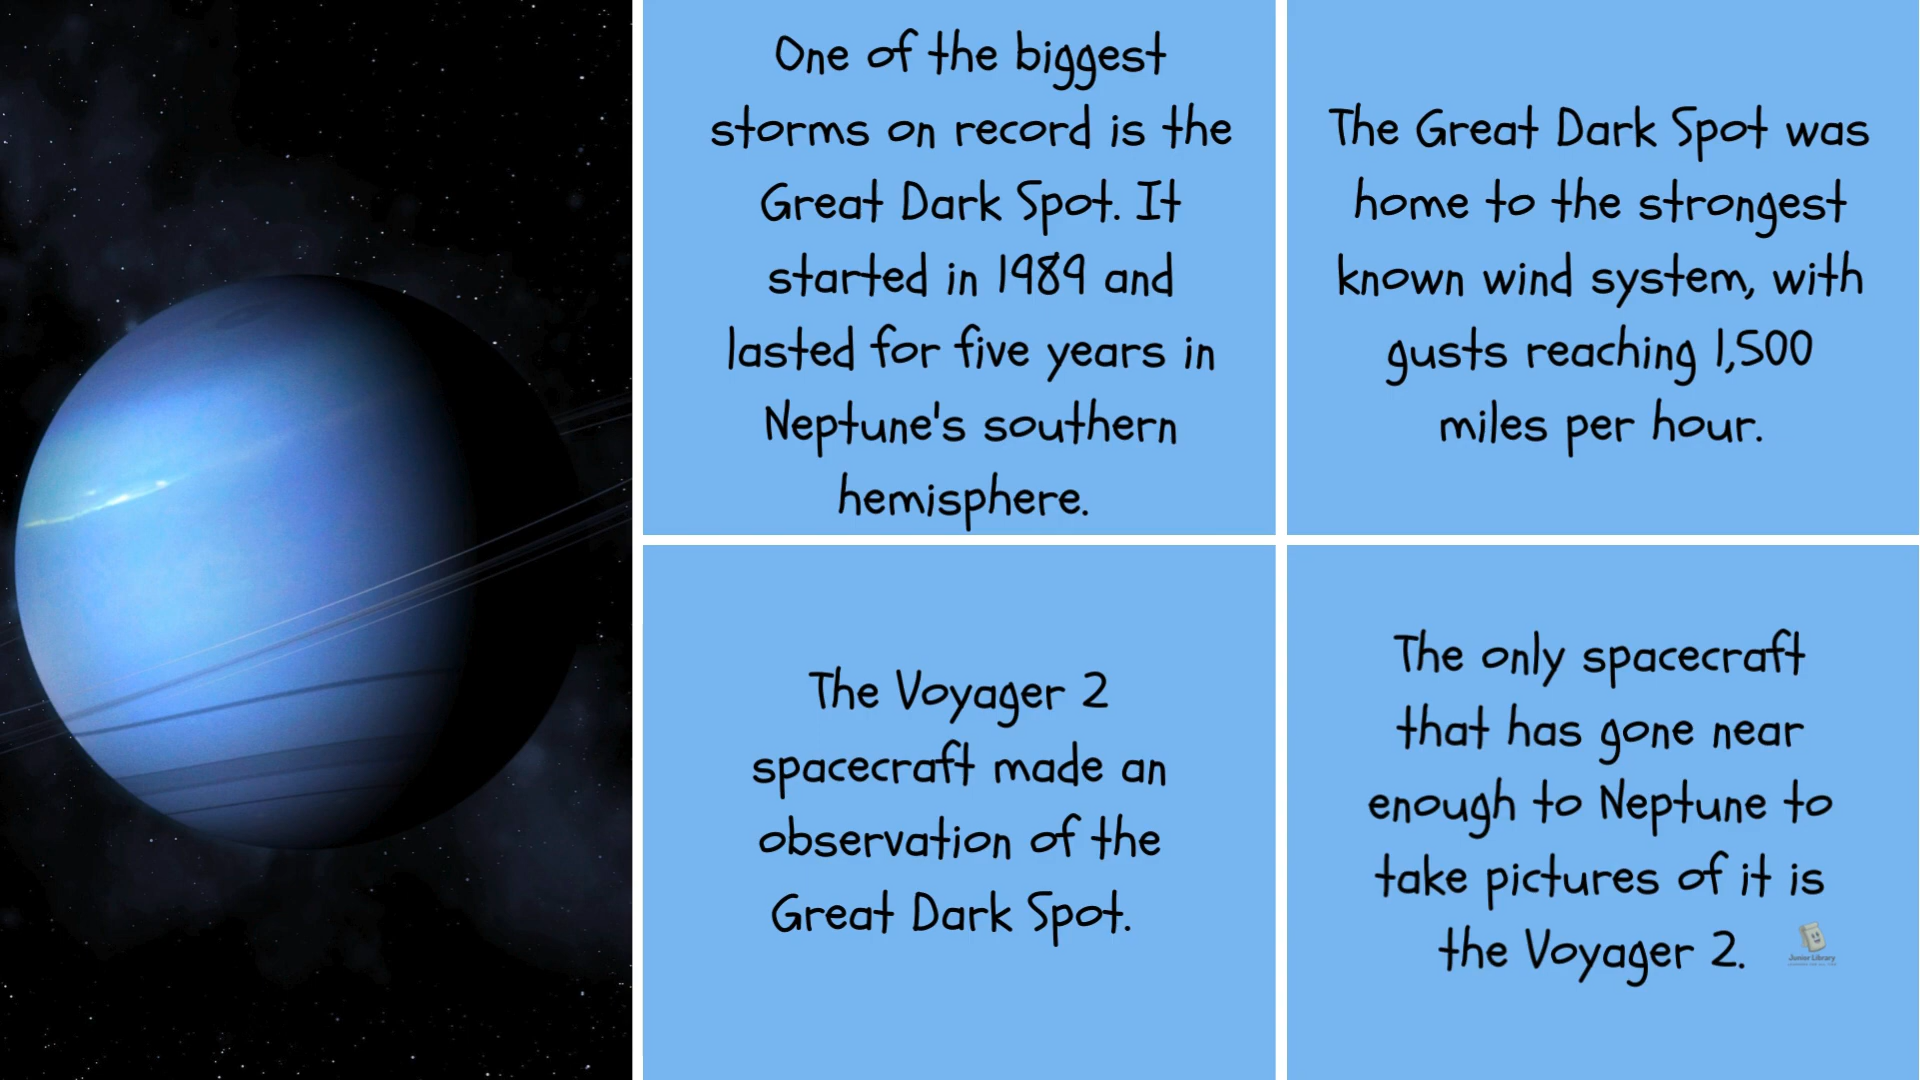 One of the biggest
storms on record is the
Great Dark Spot. It
started in 1989 and
lasted for five years in
Neptune's southern
hemisphere.
The Great Dark Spot was
home to the strongest
known wind system, with
gusts reaching 1,500
miles per hour.
The Voyager 2
spacecraft made an
observation of the
Great Dark Spot.
The only spacecraft
that has gone near
enough to Neptune to
take pictures of it is
the Voyager 2.
Junior Library